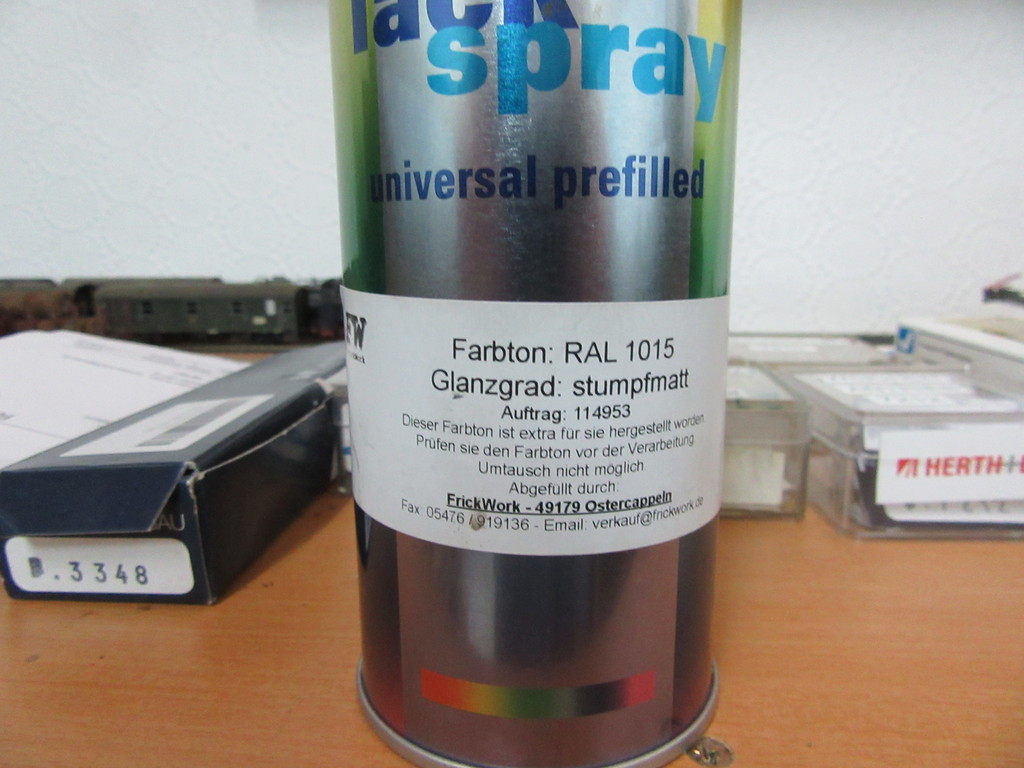 lack
spray
universal prefilled
FW
Farbton: RAL 1015
Glanzgrad: stumpfmatt
Auftrag: 114953
Dieser Farbton ist extra für sie hergestellt worden.
Prüfen sie den Farbton vor der Verarbeitung.
Umtausch nicht möglich.
Abgefüllt durch:
FrickWork - 49179 Ostercappeln
Fax: 05476 / 919136 - Email: verkauf@frickwork.de
AU
.3348
HERTH+